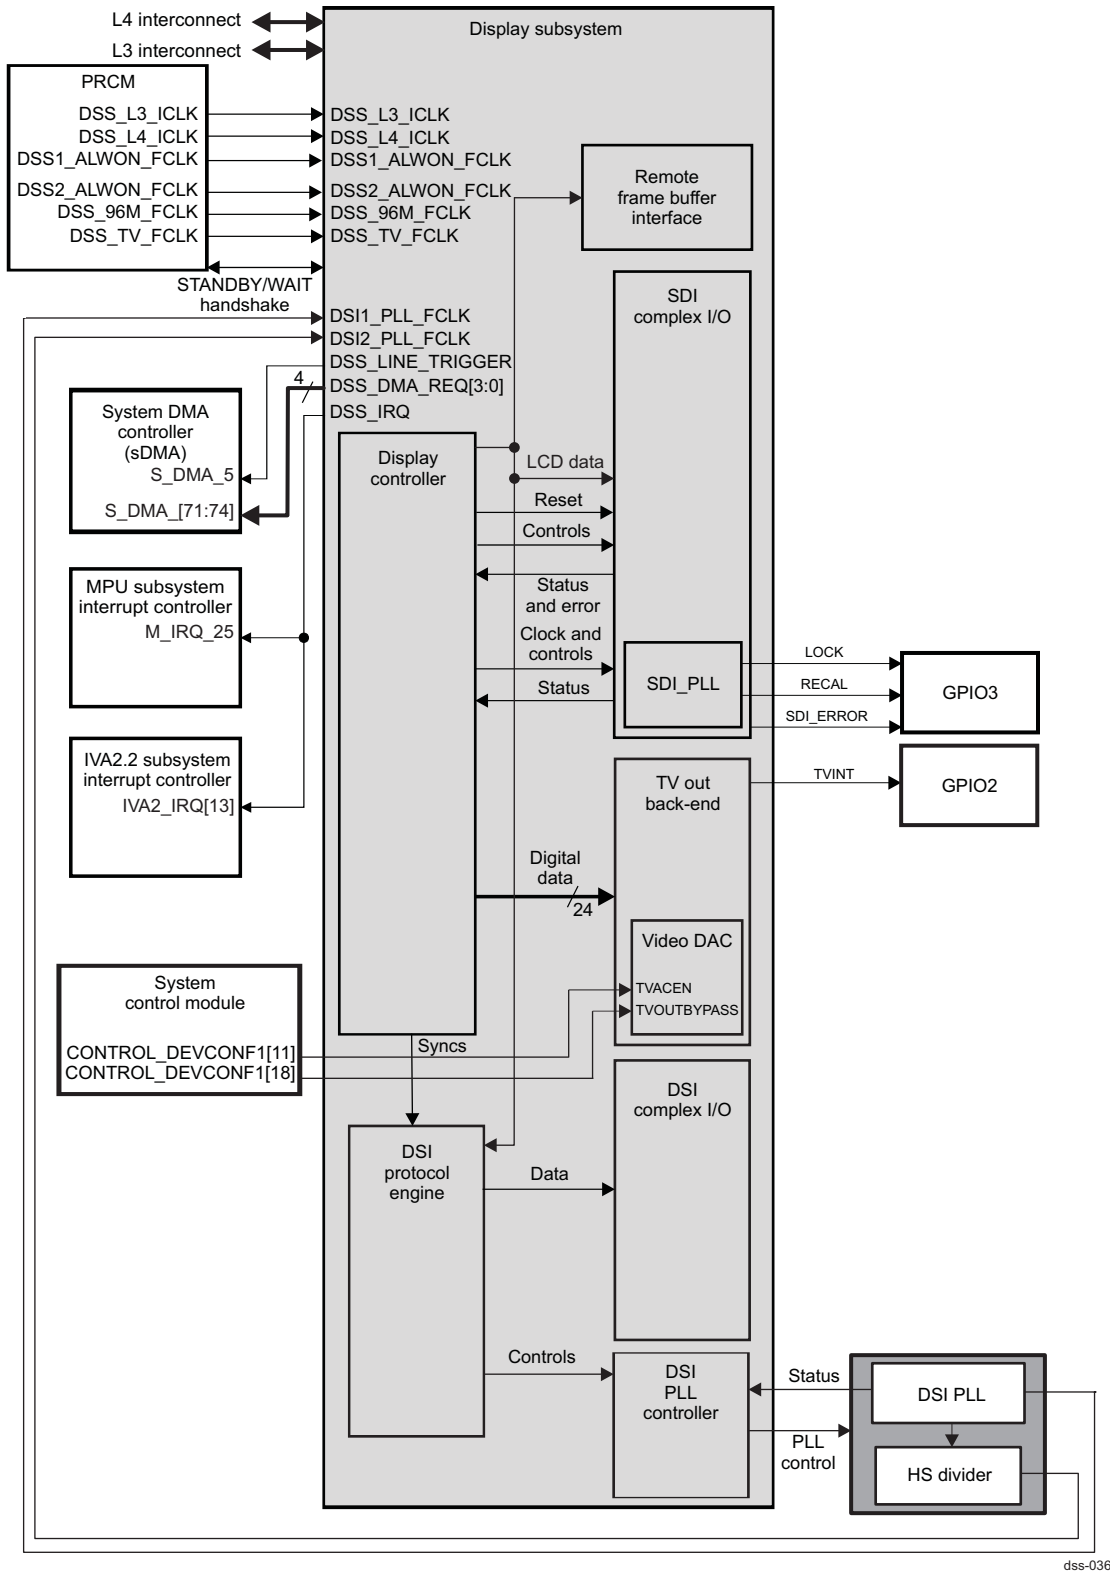 L4 interconnect
L3 interconnect
Display subsystem
PRCM
DSS_L3_ICLK
DSS_L4_ICLK
DSS1_ALWON_FCLK
DSS2_ALWON_FCLK
DSS_96M_FCLK
DSS_TV_FCLK
DSS_L3_ICLK
DSS_L4_ICLK
DSS1_ALWON_FCLK
DSS2_ALWON_FCLK
DSS_96M_FCLK
DSS_TV_FCLK
STANDBY/WAIT
handshake
Remote
frame buffer
interface
SDI
complex I/O
DSI1_PLL_FCLK
DSI2_PLL_FCLK
DSS_LINE_TRIGGER
DSS_DMA_REQ[3:0]
DSS_IRQ
4
System DMA
controller
(sDMA)
S_DMA_5
S_DMA_[71:74]
Display
controller
LCD data
Reset
Controls
Status
and error
Clock and
controls
Status
MPU subsystem
interrupt controller
M_IRQ_25
SDI_PLL
LOCK
RECAL
SDI_ERROR
GPIO3
IVA2.2 subsystem
interrupt controller
IVA2_IRQ[13]
TV out
back-end
TVINT
GPIO2
Digital
data
24
Video DAC
TVACEN
TVOUTBYPASS
System
control module
CONTROL_DEVCONF1[11]
CONTROL_DEVCONF1[18]
Syncs
DSI
complex I/O
DSI
protocol
engine
Data
Controls
DSI
PLL
controller
Status
PLL
control
DSI PLL
HS divider
dss-036